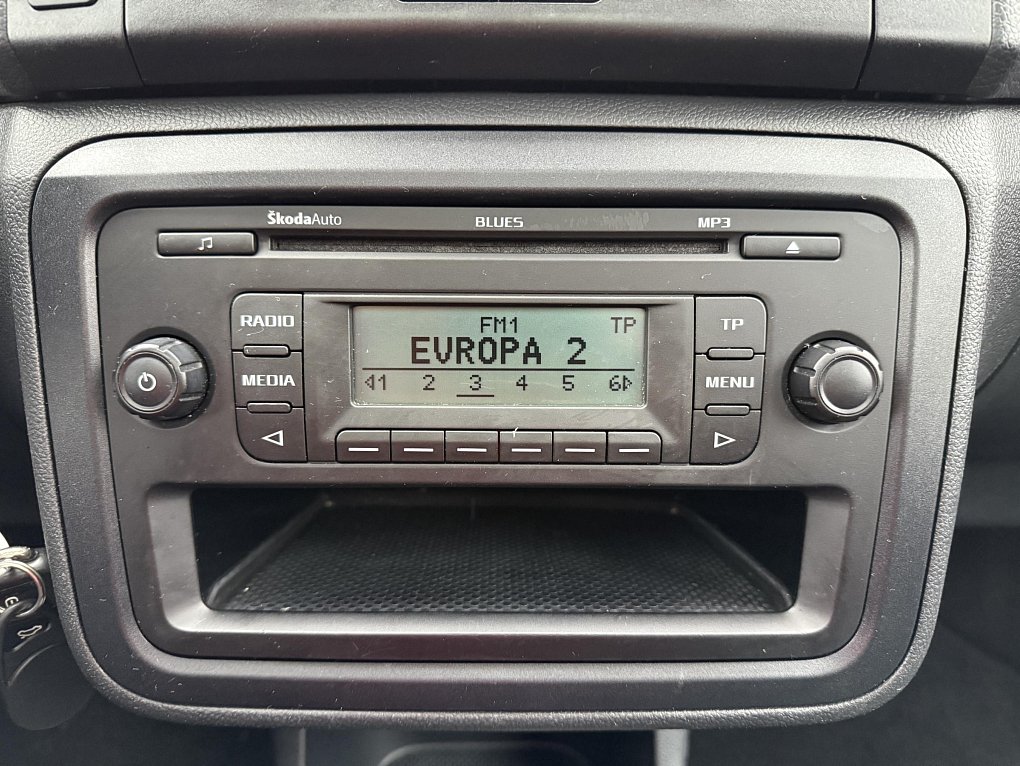 ŠkodaAuto BLUES MP3
RADIO
MEDIA
FM1 TP
EVROPA 2
1 2 3 4 5 6
TP
MENU